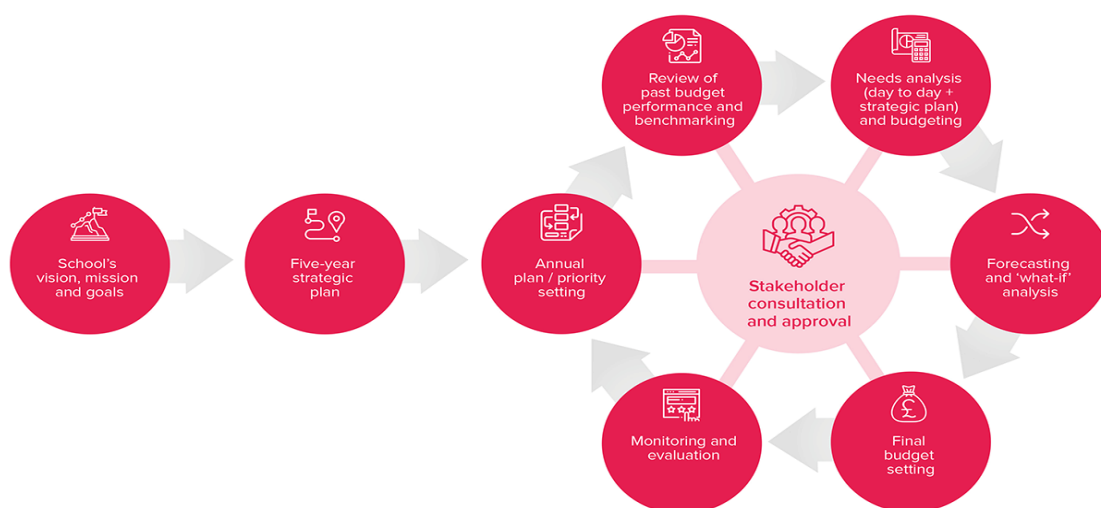 School's
vision, mission
and goals
Five-year
strategic
plan
Annual
plan / priority
setting
Review of
past budget
performance and
benchmarking
Needs analysis
(day to day +
strategic plan)
and budgeting
Forecasting
and ‘what-if’
analysis
£
Final
budget
setting
Monitoring and
evaluation
Stakeholder
consultation
and approval